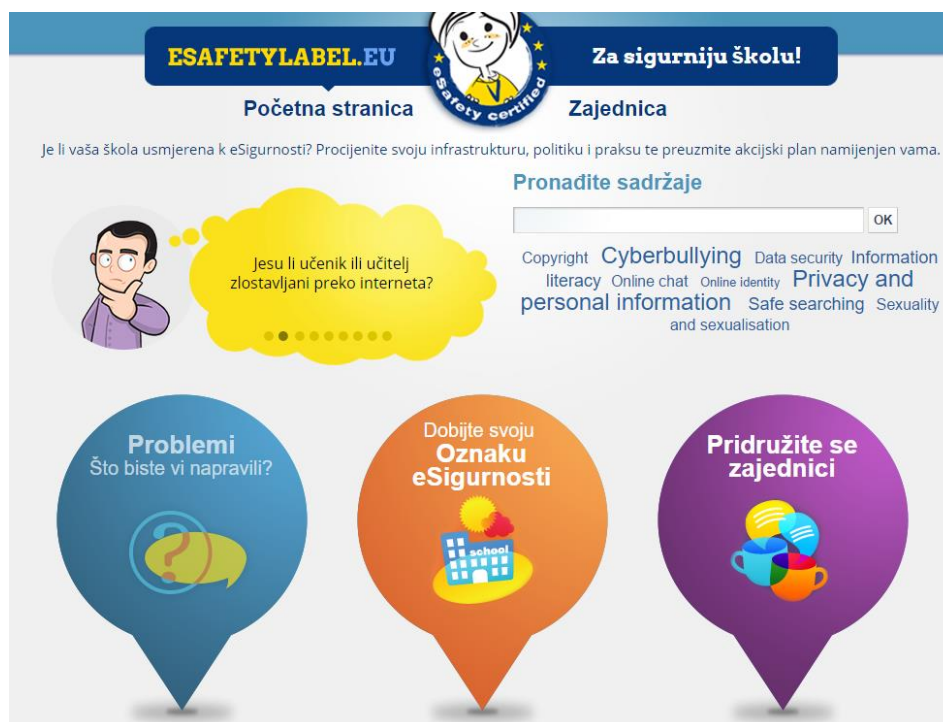 ESAFETYLABEL.EU
eSafety certified
Za sigurniju školu!
Početna stranica
Zajednica
Je li vaša škola usmjerena k eSigurnosti? Procijenite svoju infrastrukturu, politiku i praksu te preuzmite akcijski plan namijenjen vama.
Jesu li učenik ili učitelj
zlostavljani preko interneta?
Pronađite sadržaje
OK
Copyright Cyberbullying Data security Information
literacy Online chat Online identity Privacy and
personal information Safe searching Sexuality
and sexualisation
Problemi
Što biste vi napravili?
Dobijte svoju
Oznaku
eSigurnosti
school
Pridružite se
zajednici